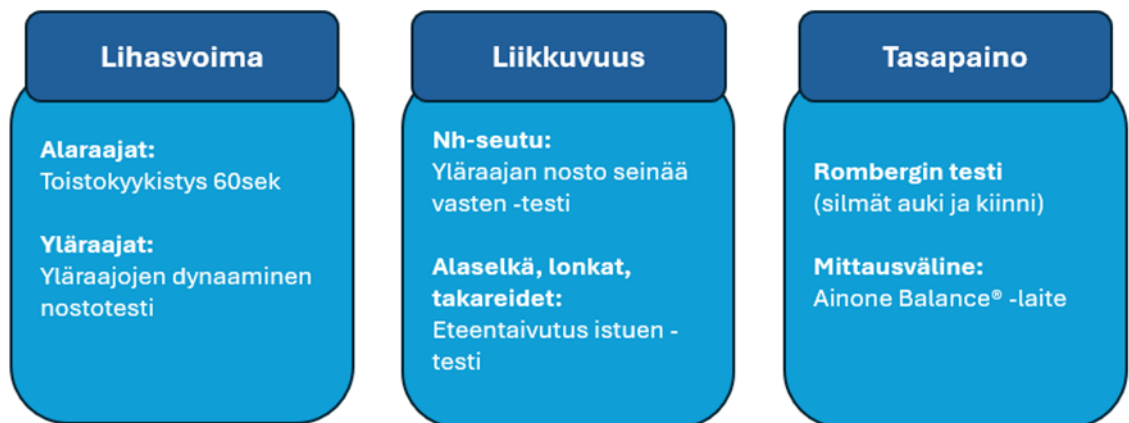 Lihasvoima
Alaraajat:
Toistokyykistys 60sek
Yläraajat:
Yläraajojen dynaaminen
nostotesti
Liikkuvuus
Nh-seutu:
Yläraajan nosto seinää
vasten -testi
Alaselkä, lonkat,
takareidet:
Eteentaivutus istuen -
testi
Tasapaino
Rombergin testi
(silmät auki ja kiinni)
Mittausväline:
Ainone Balance® -laite